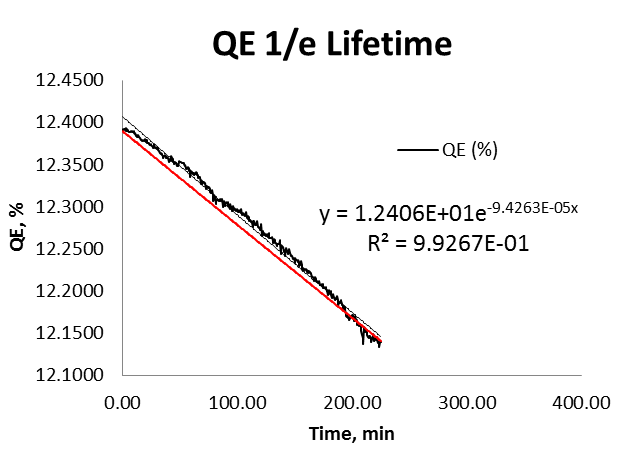 QE 1/e Lifetime
12.4500
12.4000
12.3500
12.3000
12.2500
12.2000
12.1500
12.1000
QE, %
QE (%)
y = 1.2406E+01e^-9.4263E-05x
R² = 9.9267E-01
0.00 100.00 200.00 300.00 400.00
Time, min